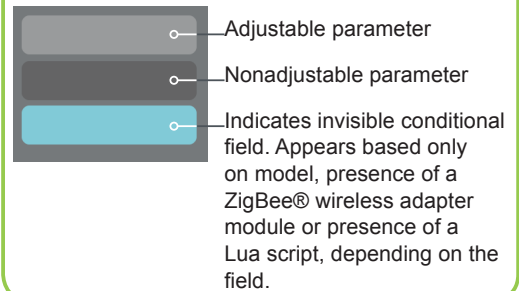 Adjustable parameter
Nonadjustable parameter
Indicates invisible conditional
field. Appears based only
on model, presence of a
ZigBee® wireless adapter
module or presence of a
Lua script, depending on the
field.